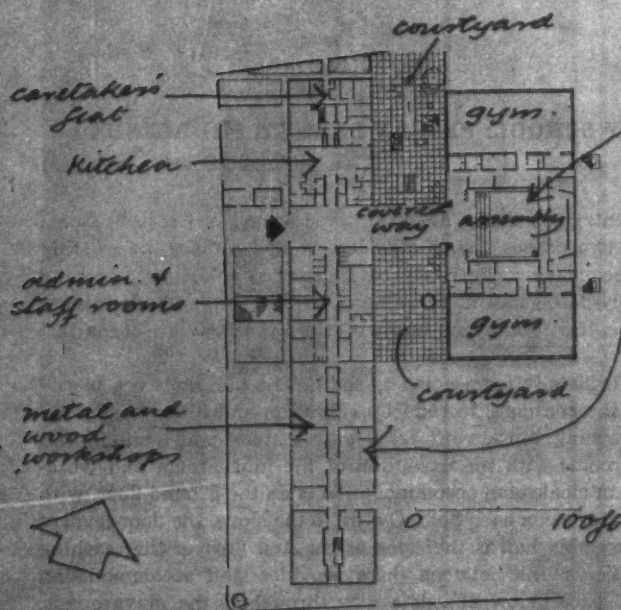 courtyard
caretaker's
flat
gym.
kitchen
covered
way
assembly
admin. &
staff rooms
gym.
courtyard
metal and
wood
workshops
0 100ft